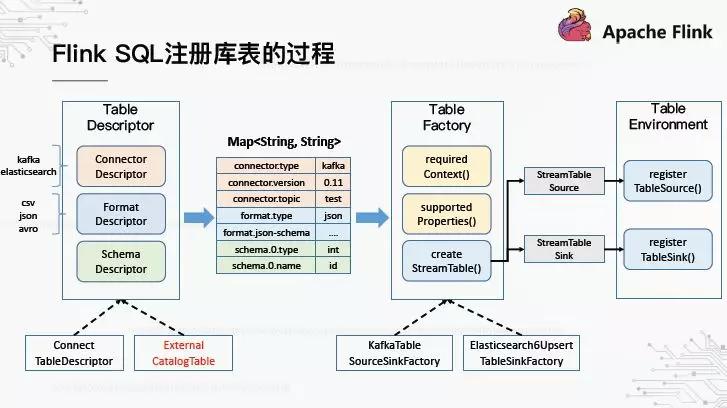 Apache Flink
Flink SQL注册库表的过程
Table
Descriptor
kafka
elasticsearch
Connector
Descriptor
csv
json
avro
Format
Descriptor
Schema
Descriptor
Map<String, String>
connector.type kafka
connector.version 0.11
connector.topic test
format.type json
format.json-schema ....
schema.0.type int
schema.0.name id
Table
Factory
required
Context()
supported
Properties()
create
StreamTable()
StreamTable
Source
StreamTable
Sink
Table
Environment
register
TableSource()
register
TableSink()
Connect
TableDescriptor
External
CatalogTable
KafkaTable
SourceSinkFactory
Elasticsearch6Upsert
TableSinkFactory